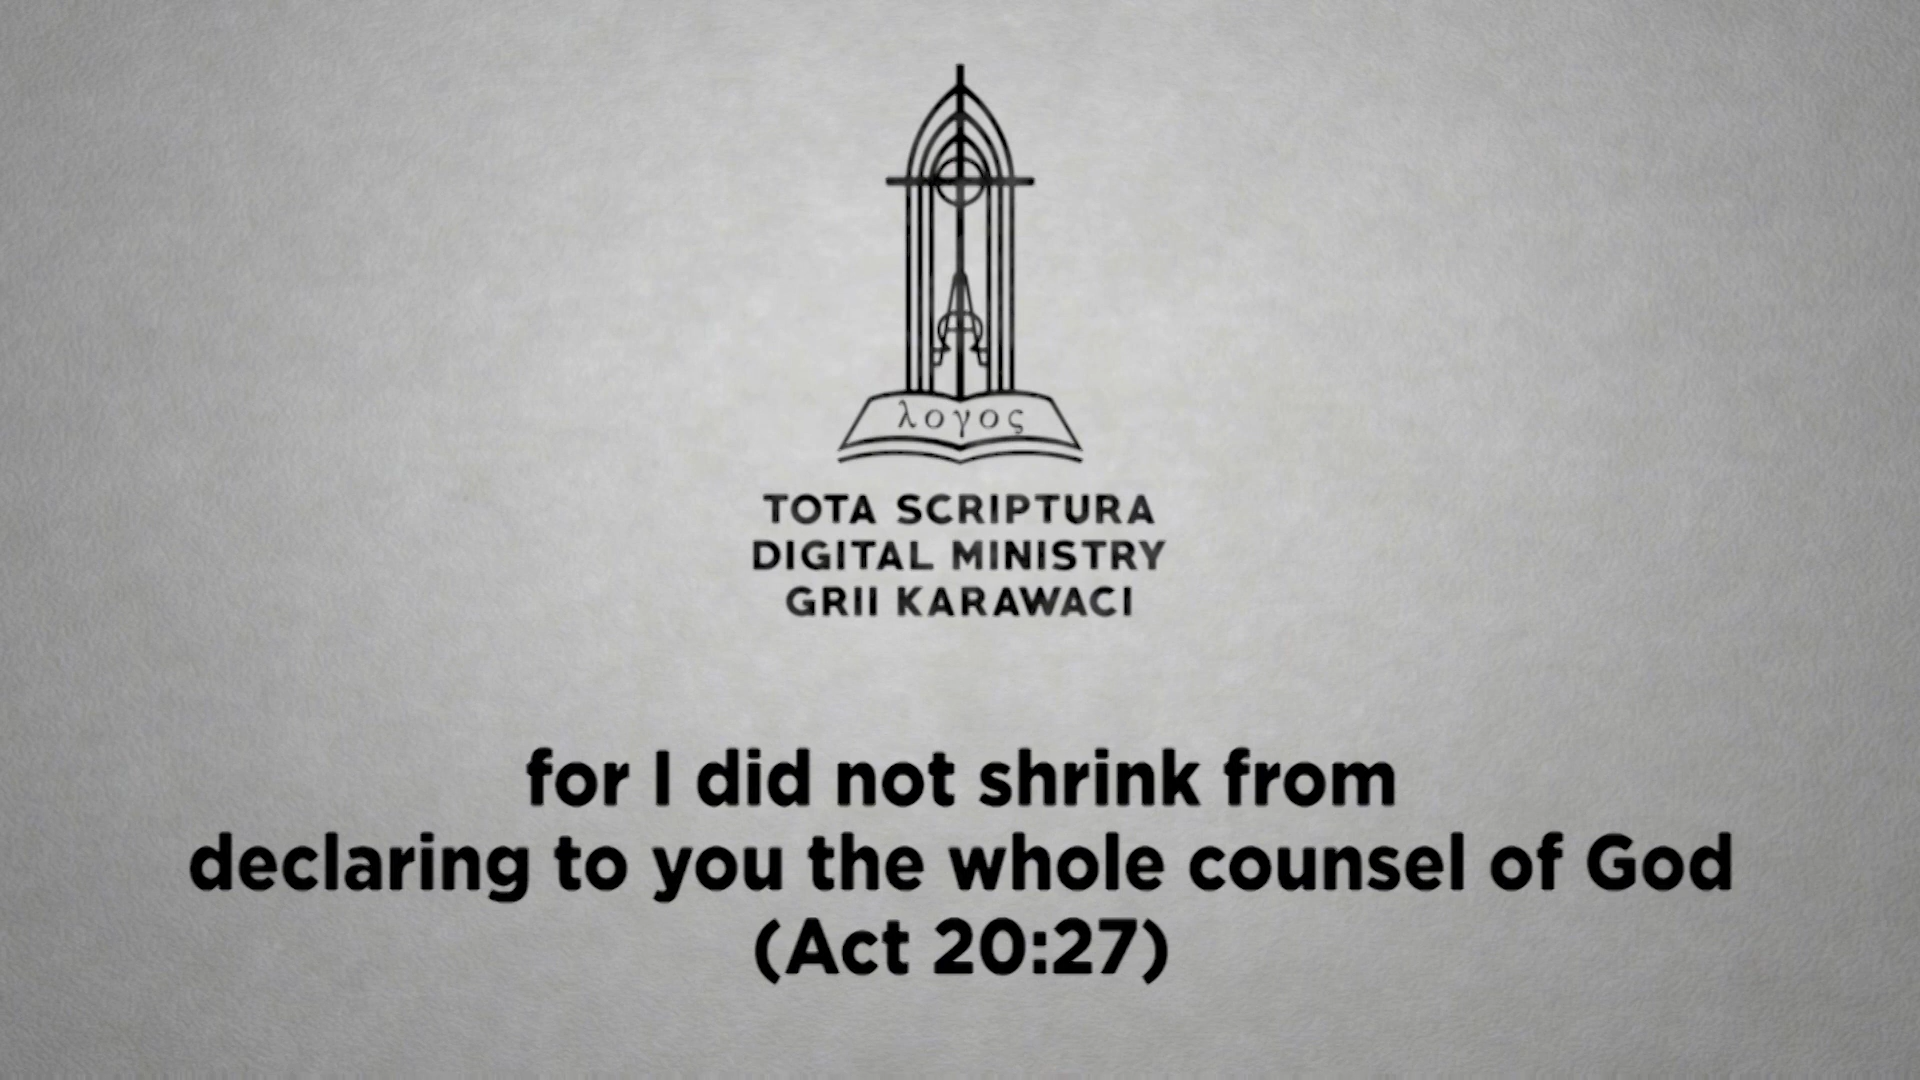 λογος
TOTA SCRIPTURA
DIGITAL MINISTRY
GRII KARAWACI
for I did not shrink from
declaring to you the whole counsel of God
(Act 20:27)